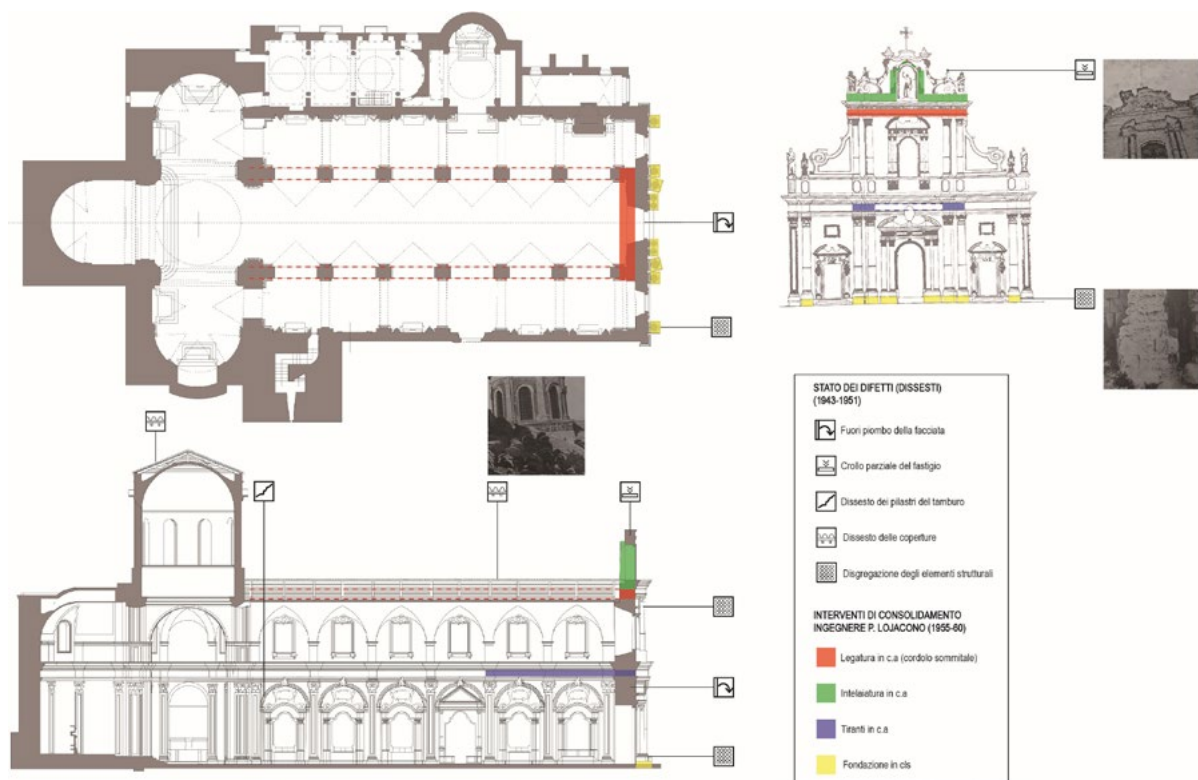 STATO DEI DIFETTI (DISSESTI)
(1943-1951)
Fuori piombo della facciata
Crollo parziale del fastigio
Dissesto dei pilastri del tamburo
Dissesto delle coperture
Disgregazione degli elementi strutturali
INTERVENTI DI CONSOLIDAMENTO
INGEGNERE P. LOJACONO (1955-60)
Legatura in c.a (cordolo sommitale)
Intelaiatura in c.a
Tiranti in c.a
Fondazione in cls